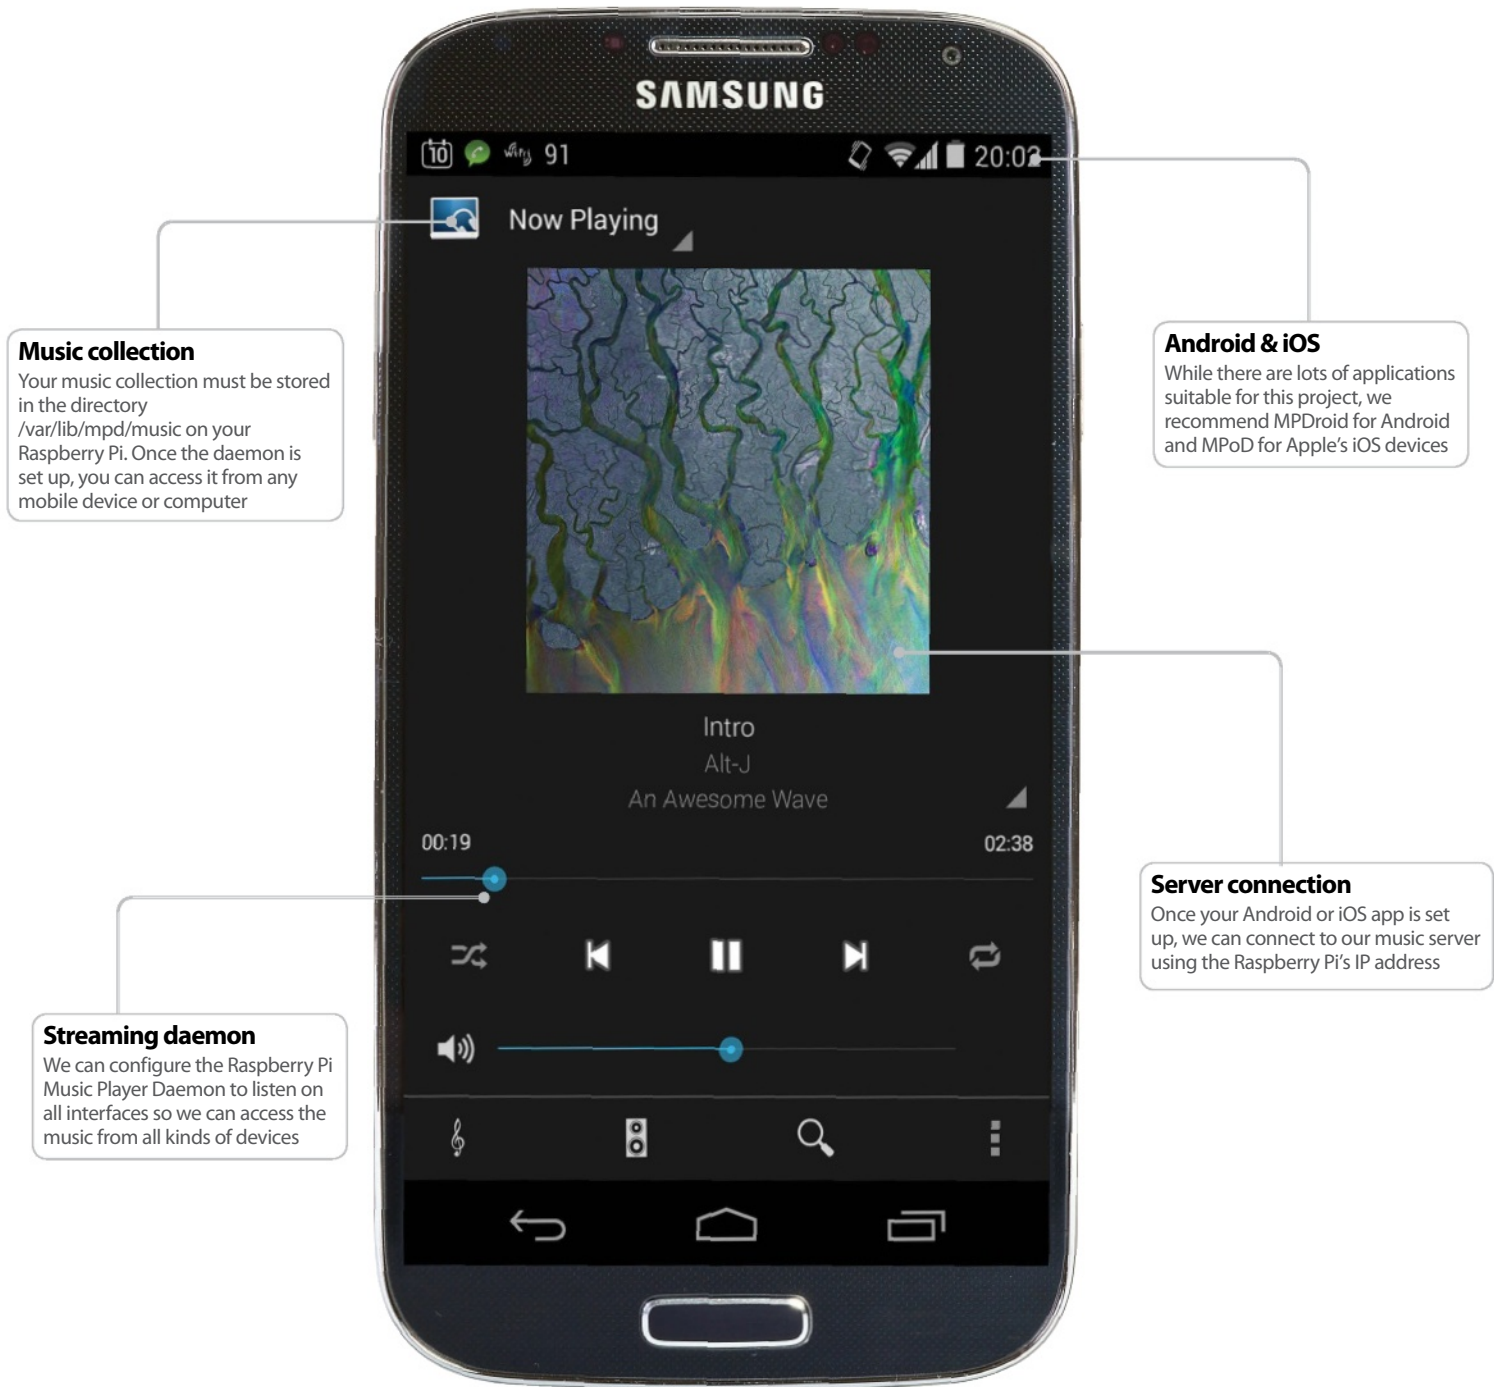 SAMSUNG
10 91 20:02
Now Playing
Music collection
Your music collection must be stored
in the directory
/var/lib/mpd/music on your
Raspberry Pi. Once the daemon is
set up, you can access it from any
mobile device or computer
Android & iOS
While there are lots of applications
suitable for this project, we
recommend MPDroid for Android
and MPoD for Apple’s iOS devices
Intro
Alt-J
An Awesome Wave
00:19 02:38
Server connection
Once your Android or iOS app is set
up, we can connect to our music server
using the Raspberry Pi’s IP address
Streaming daemon
We can configure the Raspberry Pi
Music Player Daemon to listen on
all interfaces so we can access the
music from all kinds of devices